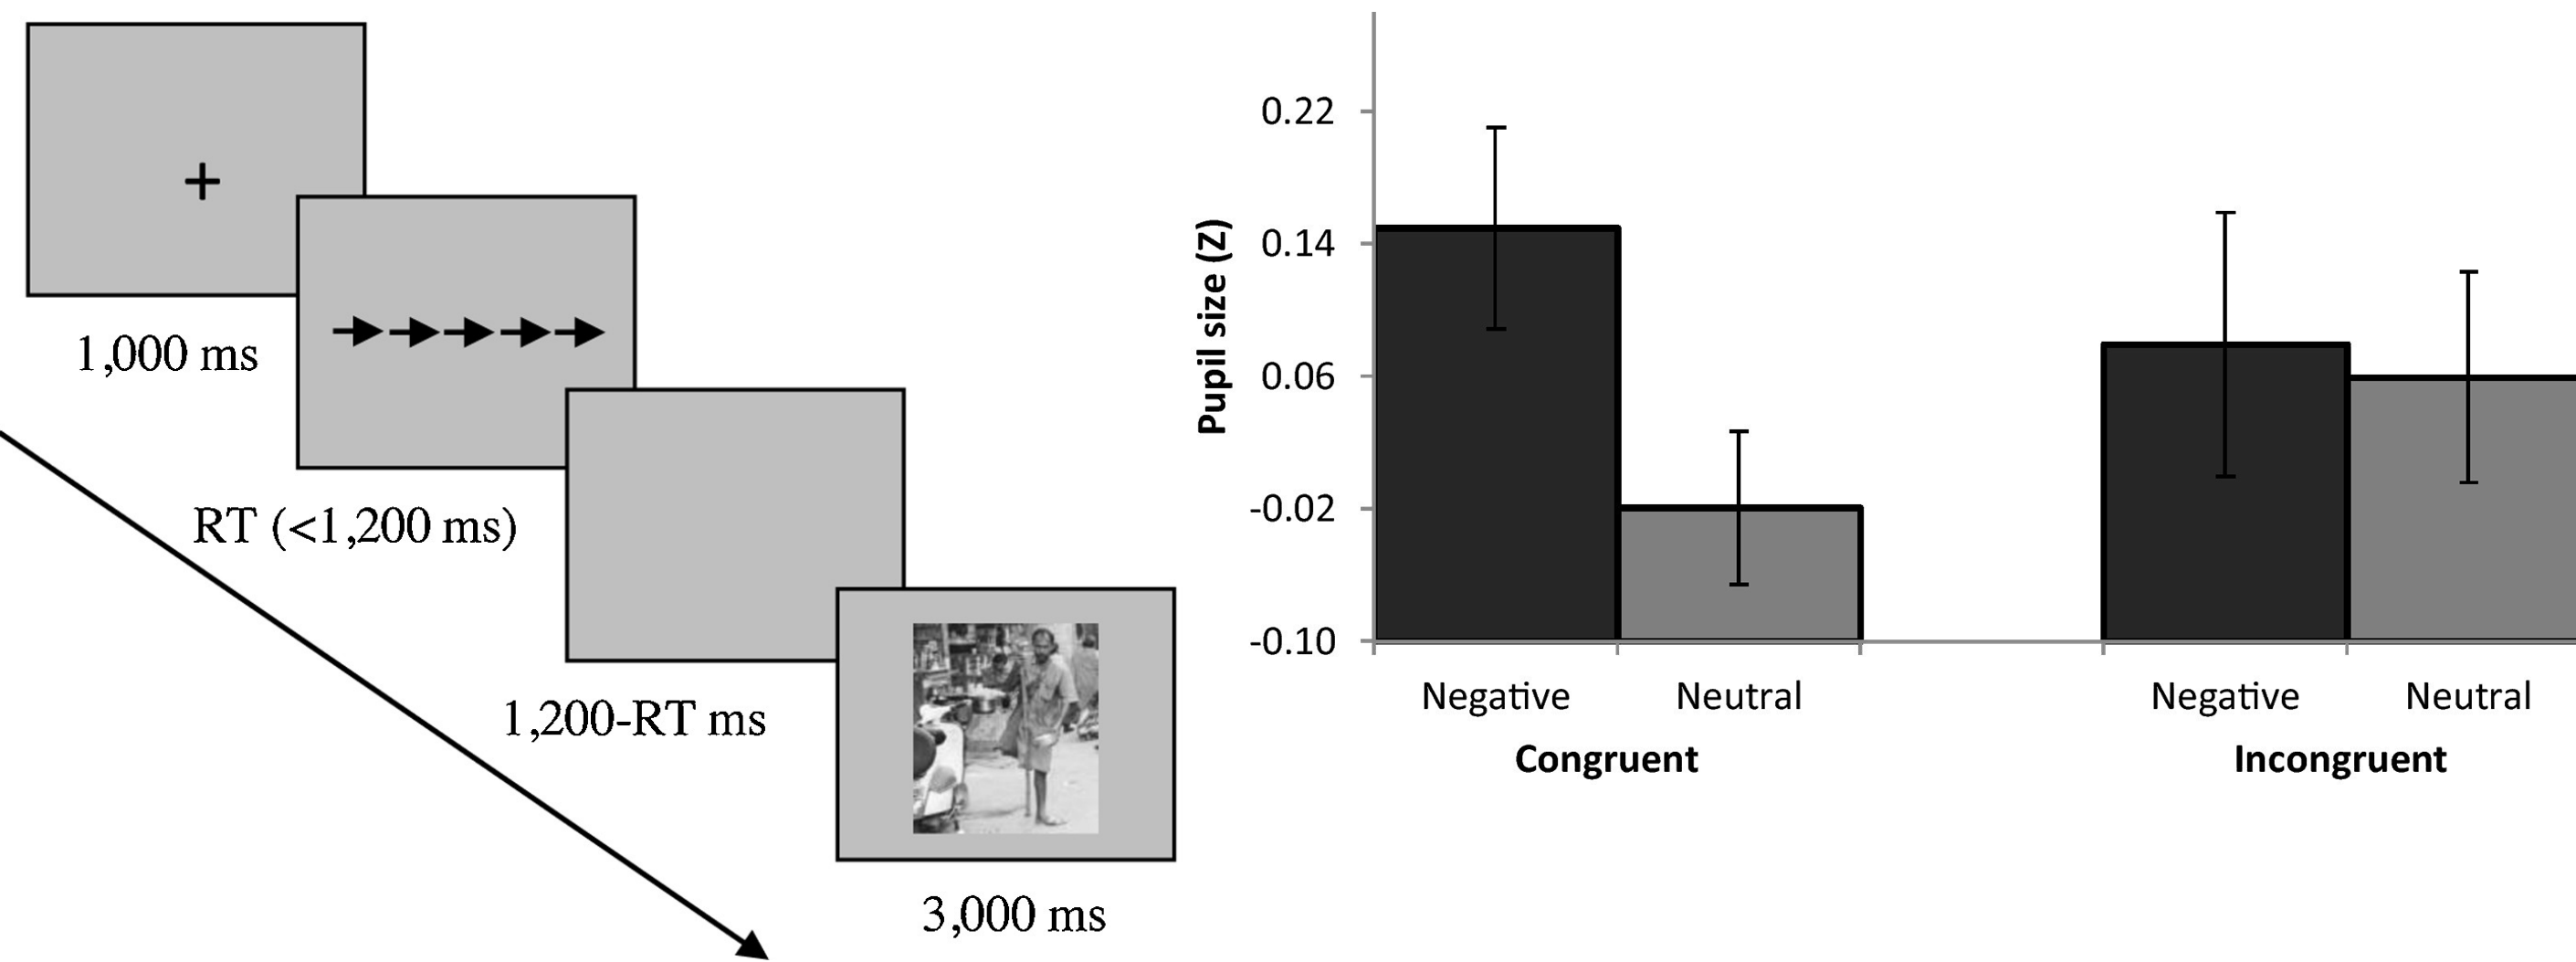 +
1,000 ms
RT (<1,200 ms)
1,200-RT ms
3,000 ms
Pupil size (Z)
0.22
0.14
0.06
-0.02
-0.10
Negative Neutral Negative Neutral
Congruent Incongruent